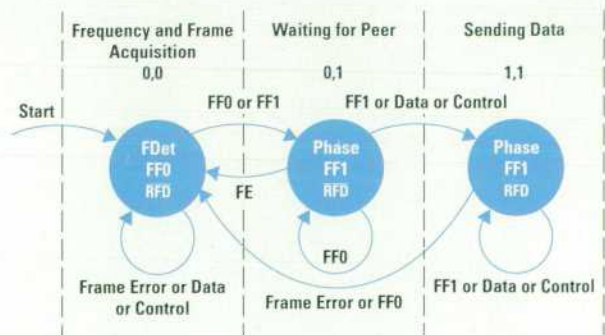 Frequency and Frame
Acquisition
0,0
Waiting for Peer
0,1
Sending Data
1,1
Start
FF0 or FF1
FF1 or Data or Control
FDet
FF0
RFD
Phase
FF1
RFD
Phase
FF1
RFD
FE
FF0
Frame Error or Data
or Control
Frame Error or FF0
FF1 or Data or Control